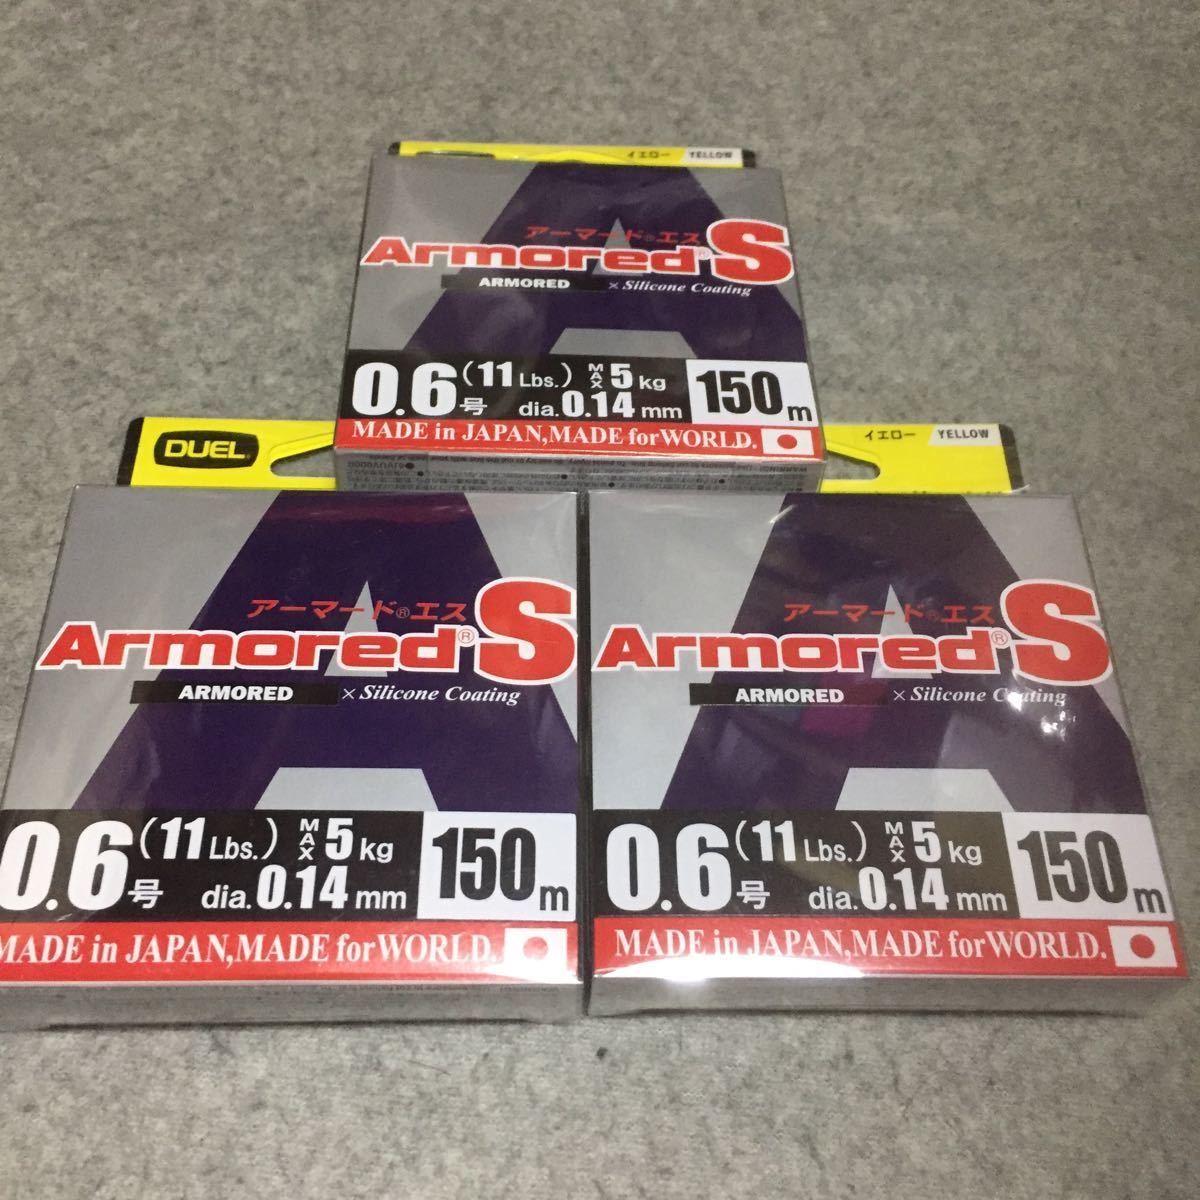 イエロー YELLOW
アーマード®エス
Armored® S
ARMORED × Silicone Coating
0.6号 (11 Lbs.) MAX 5 kg
dia. 0.14 mm
150m
MADE in JAPAN, MADE for WORLD.
DUEL
アーマード®エス
Armored® S
ARMORED × Silicone Coating
0.6号 (11 Lbs.) MAX 5 kg
dia. 0.14 mm
150m
MADE in JAPAN, MADE for WORLD.
イエロー YELLOW
アーマード®エス
Armored® S
ARMORED × Silicone Coating
0.6号 (11 Lbs.) MAX 5 kg
dia. 0.14 mm
150m
MADE in JAPAN, MADE for WORLD.